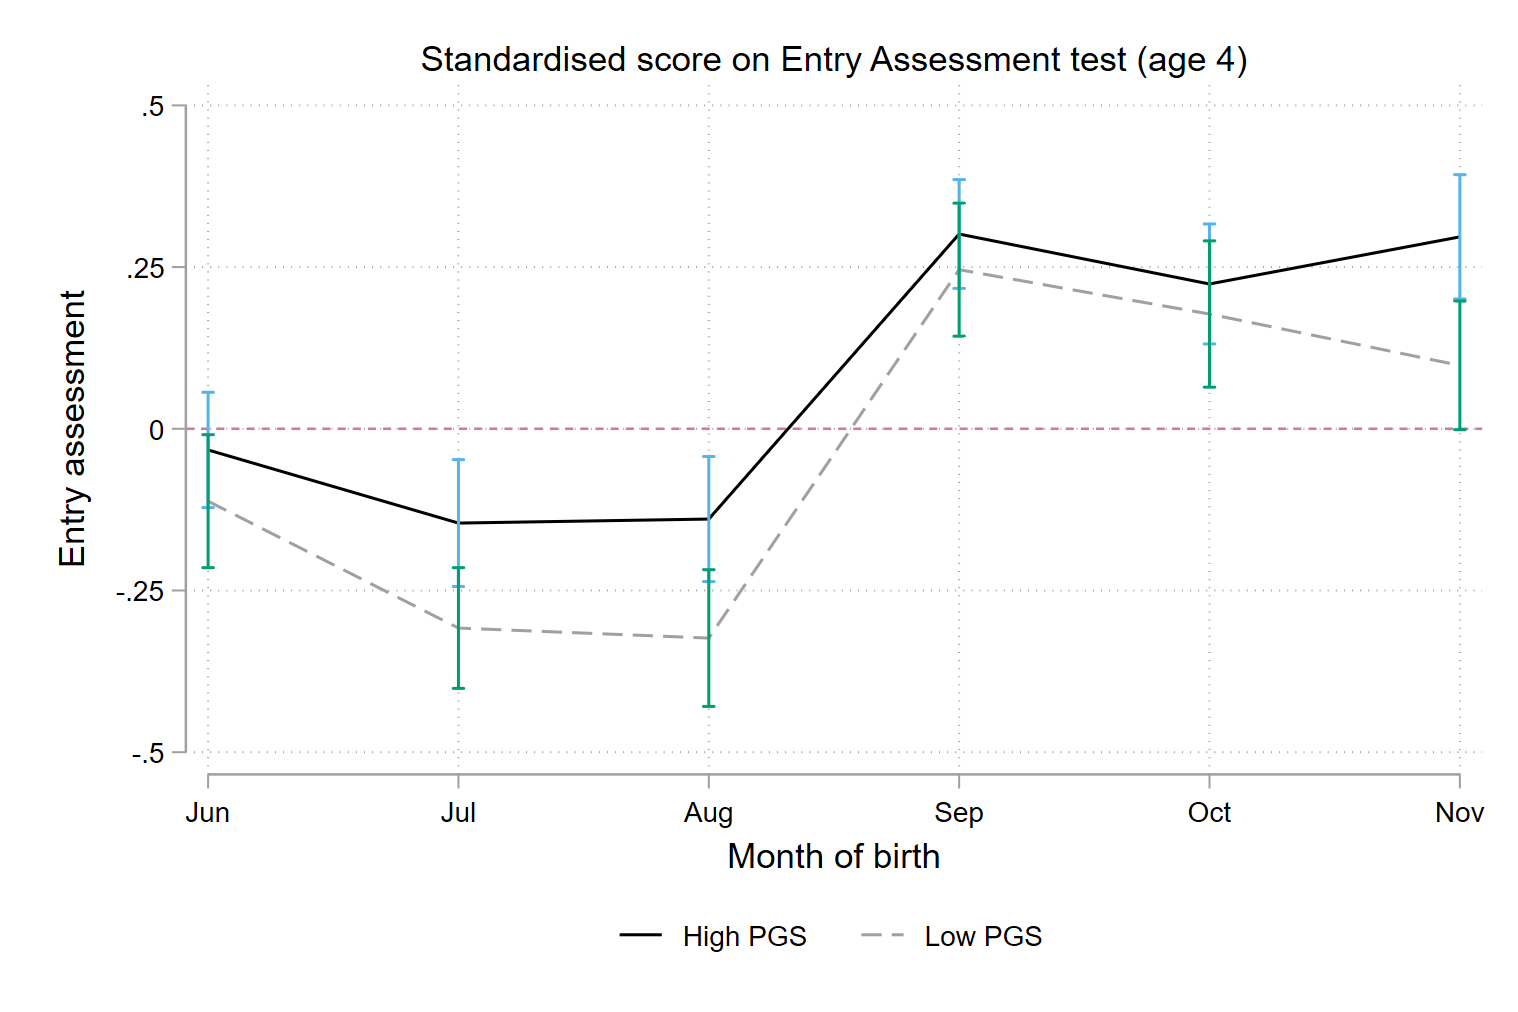 Standardised score on Entry Assessment test (age 4)
.5
.25
0
-.25
-.5
Entry assessment
Jun Jul Aug Sep Oct Nov
Month of birth
High PGS Low PGS